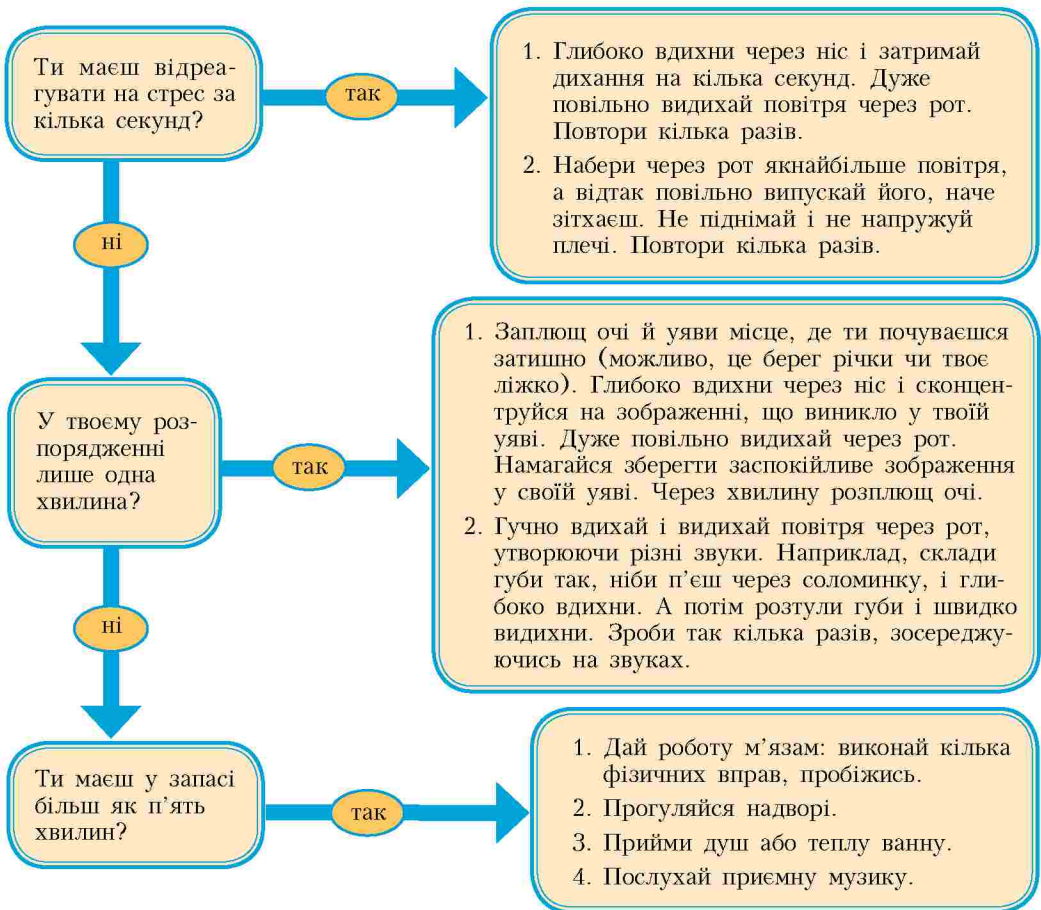 Ти маєш відреа-
гувати на стрес за
кілька секунд?
так
1. Глибоко вдихни через ніс і затримай
дихання на кілька секунд. Дуже
повільно видихай повітря через рот.
Повтори кілька разів.
2. Набери через рот якнайбільше повітря,
а відтак повільно випускай його, наче
зітхаєш. Не піднімай і не напружуй
плечі. Повтори кілька разів.
ні
У твоєму роз-
порядженні
лише одна
хвилина?
так
1. Заплющ очі й уяви місце, де ти почуваєшся
затишно (можливо, це берег річки чи твоє
ліжко). Глибоко вдихни через ніс і сконцен-
труйся на зображенні, що виникло у твоїй
уяві. Дуже повільно видихай через рот.
Намагайся зберегти заспокійливе зображення
у своїй уяві. Через хвилину розплющ очі.
2. Гучно вдихай і видихай повітря через рот,
утворюючи різні звуки. Наприклад, склади
губи так, ніби п'єш через соломинку, і гли-
боко вдихни. А потім розтули губи і швидко
видихни. Зроби так кілька разів, зосереджу-
ючись на звуках.
ні
Ти маєш у запасі
більш як п'ять
хвилин?
так
1. Дай роботу м'язам: виконай кілька
фізичних вправ, пробіжись.
2. Прогуляйся надворі.
3. Прийми душ або теплу ванну.
4. Послухай приємну музику.